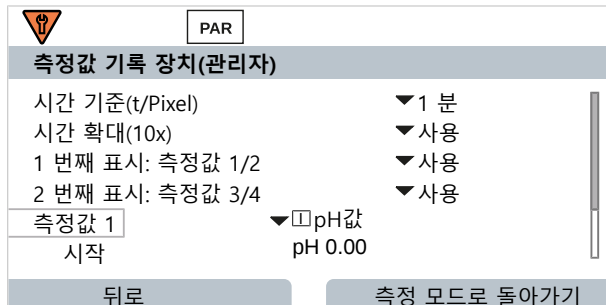 PAR
측정값 기록 장치(관리자)
시간 기준(t/Pixel) ▼1 분
시간 확대(10x) ▼사용
1 번째 표시: 측정값 1/2 ▼사용
2 번째 표시: 측정값 3/4 ▼사용
측정값 1 ▼I pH값
시작 pH 0.00
뒤로 측정 모드로 돌아가기